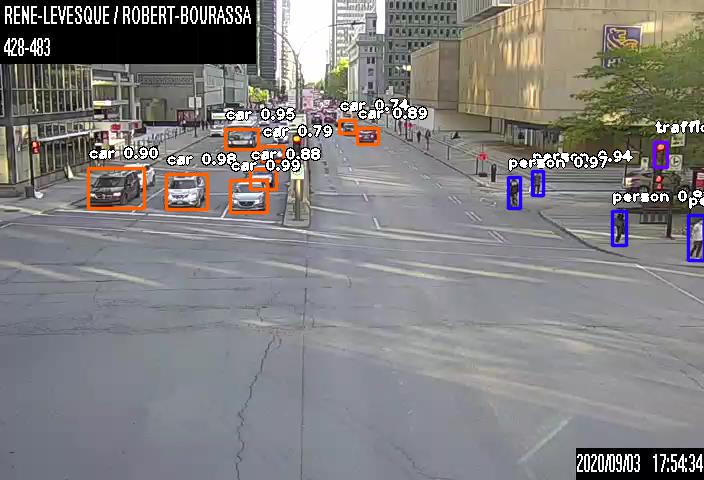 RENE-LEVESQUE / ROBERT-BOURASSA
428-483
car 0.95
car 0.74
car 0.89
car 0.79
car 0.90
car 0.98
car 0.88
car 0.99
person 0.97
person 0.94
person 0.
RBC
2020/09/03 17:54:34